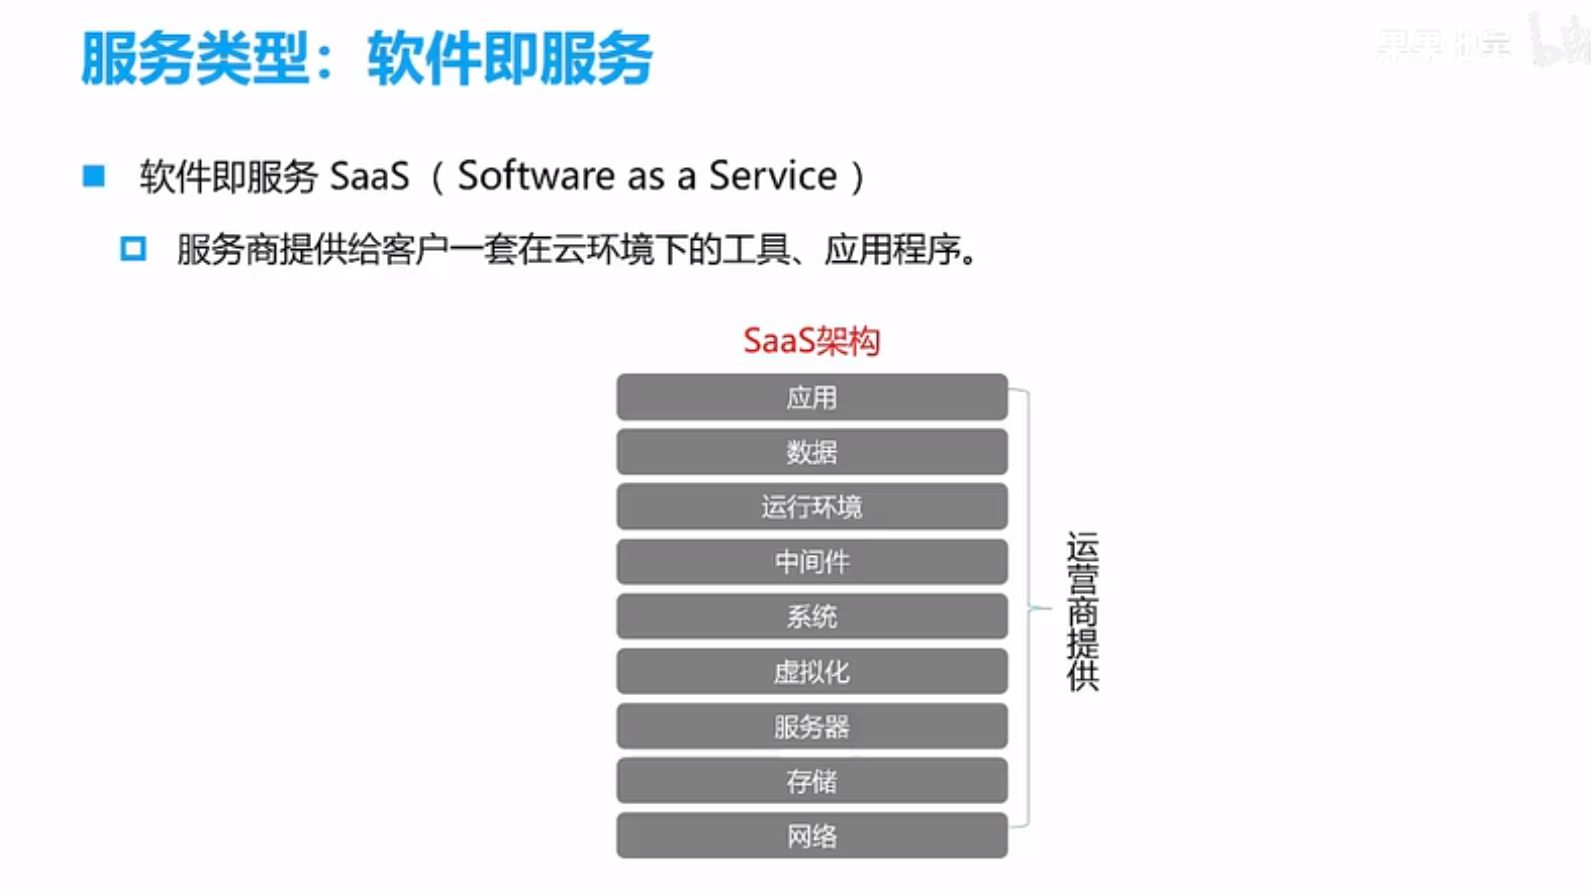 服务类型：软件即服务
软件即服务 SaaS（ Software as a Service ）
服务商提供给客户一套在云环境下的工具、应用程序。
SaaS架构
应用
数据
运行环境
中间件
系统
虚拟化
服务器
存储
网络
运营商提供